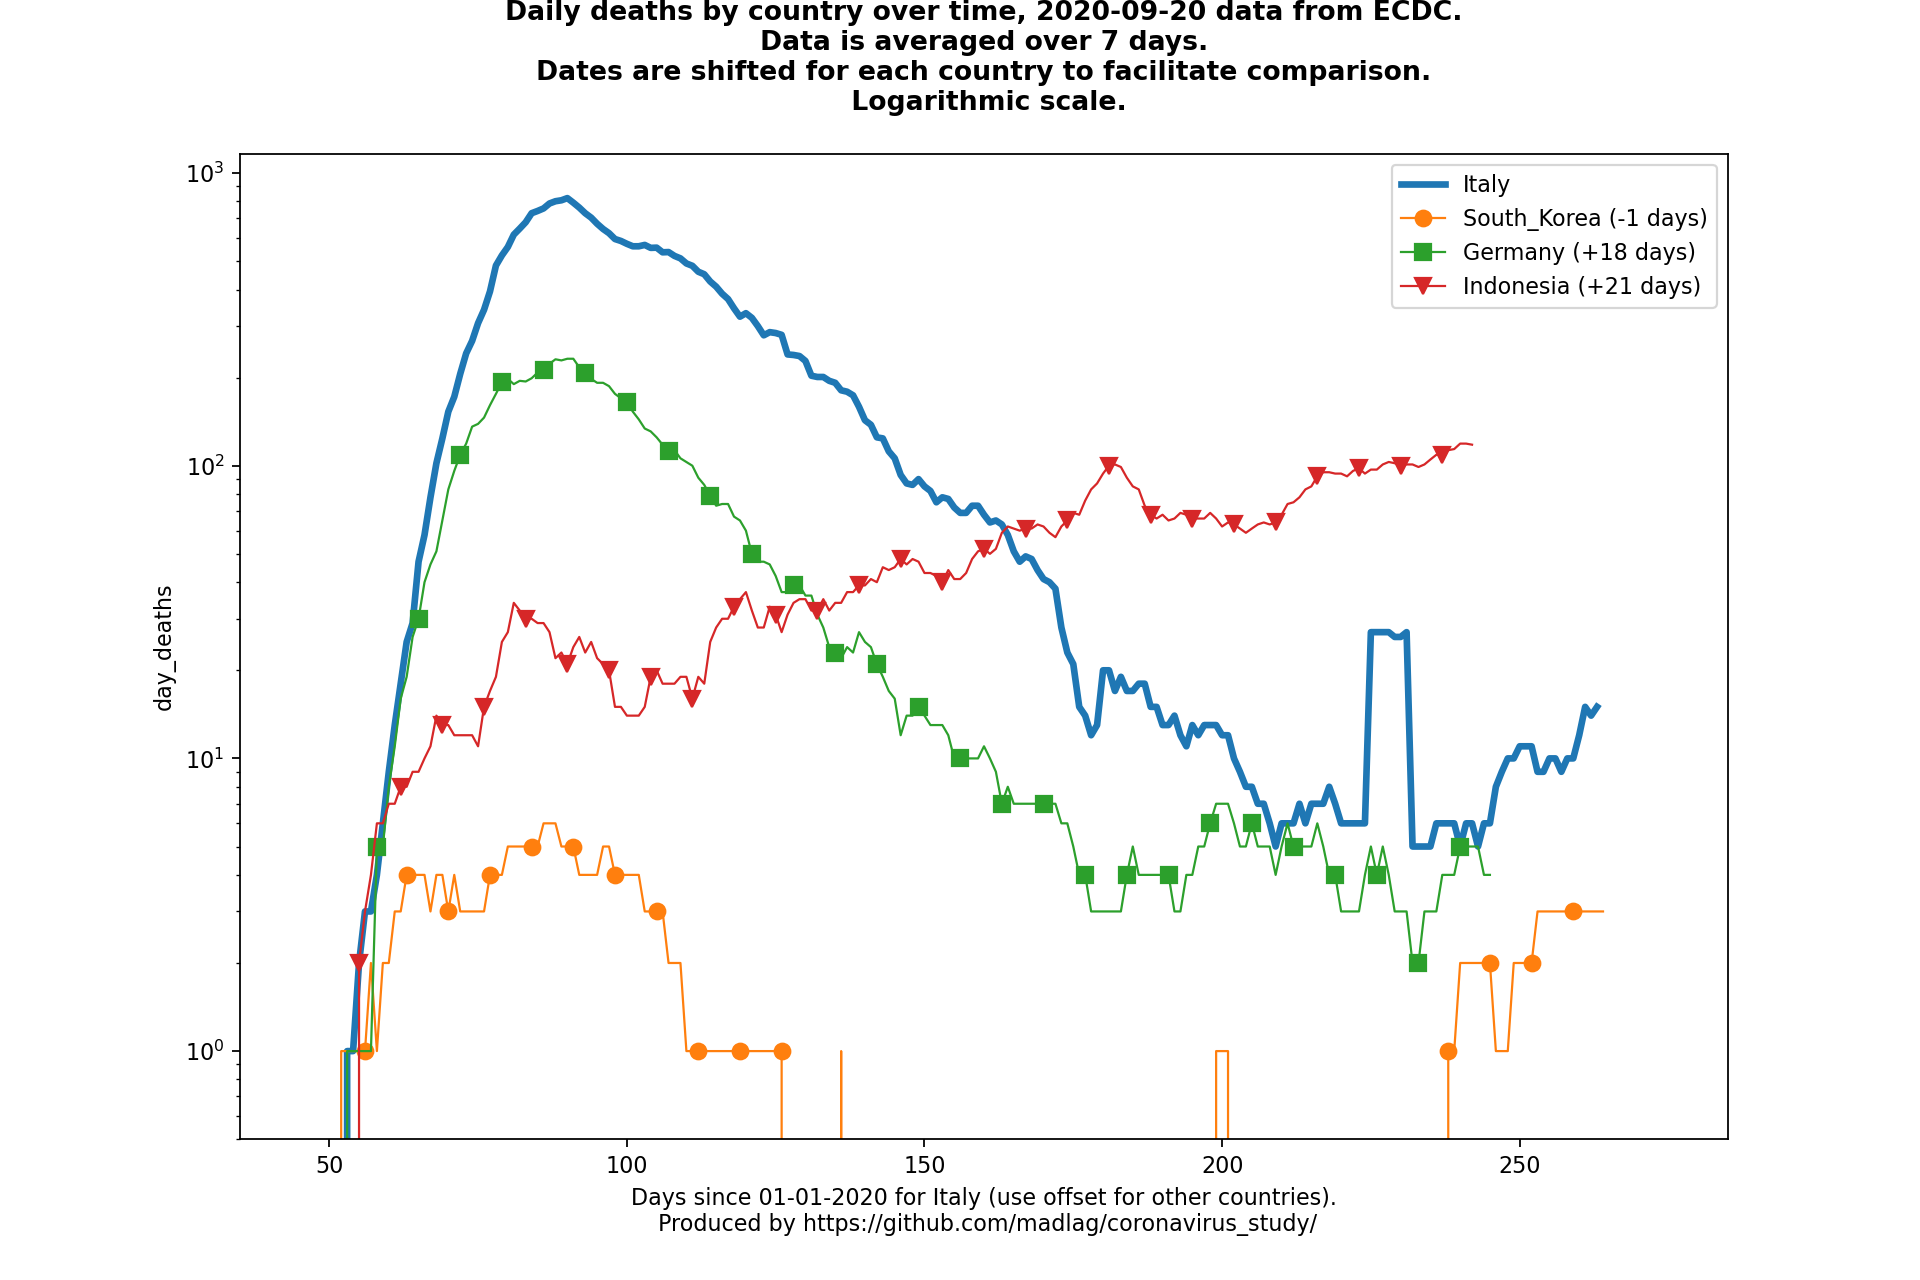 Daily deaths by country over time, 2020-09-20 data from ECDC.
Data is averaged over 7 days.
Dates are shifted for each country to facilitate comparison.
Logarithmic scale.
10³
10²
10¹
10⁰
day_deaths
Italy
South_Korea (-1 days)
Germany (+18 days)
Indonesia (+21 days)
50 100 150 200 250
Days since 01-01-2020 for Italy (use offset for other countries).
Produced by https://github.com/madlag/coronavirus_study/